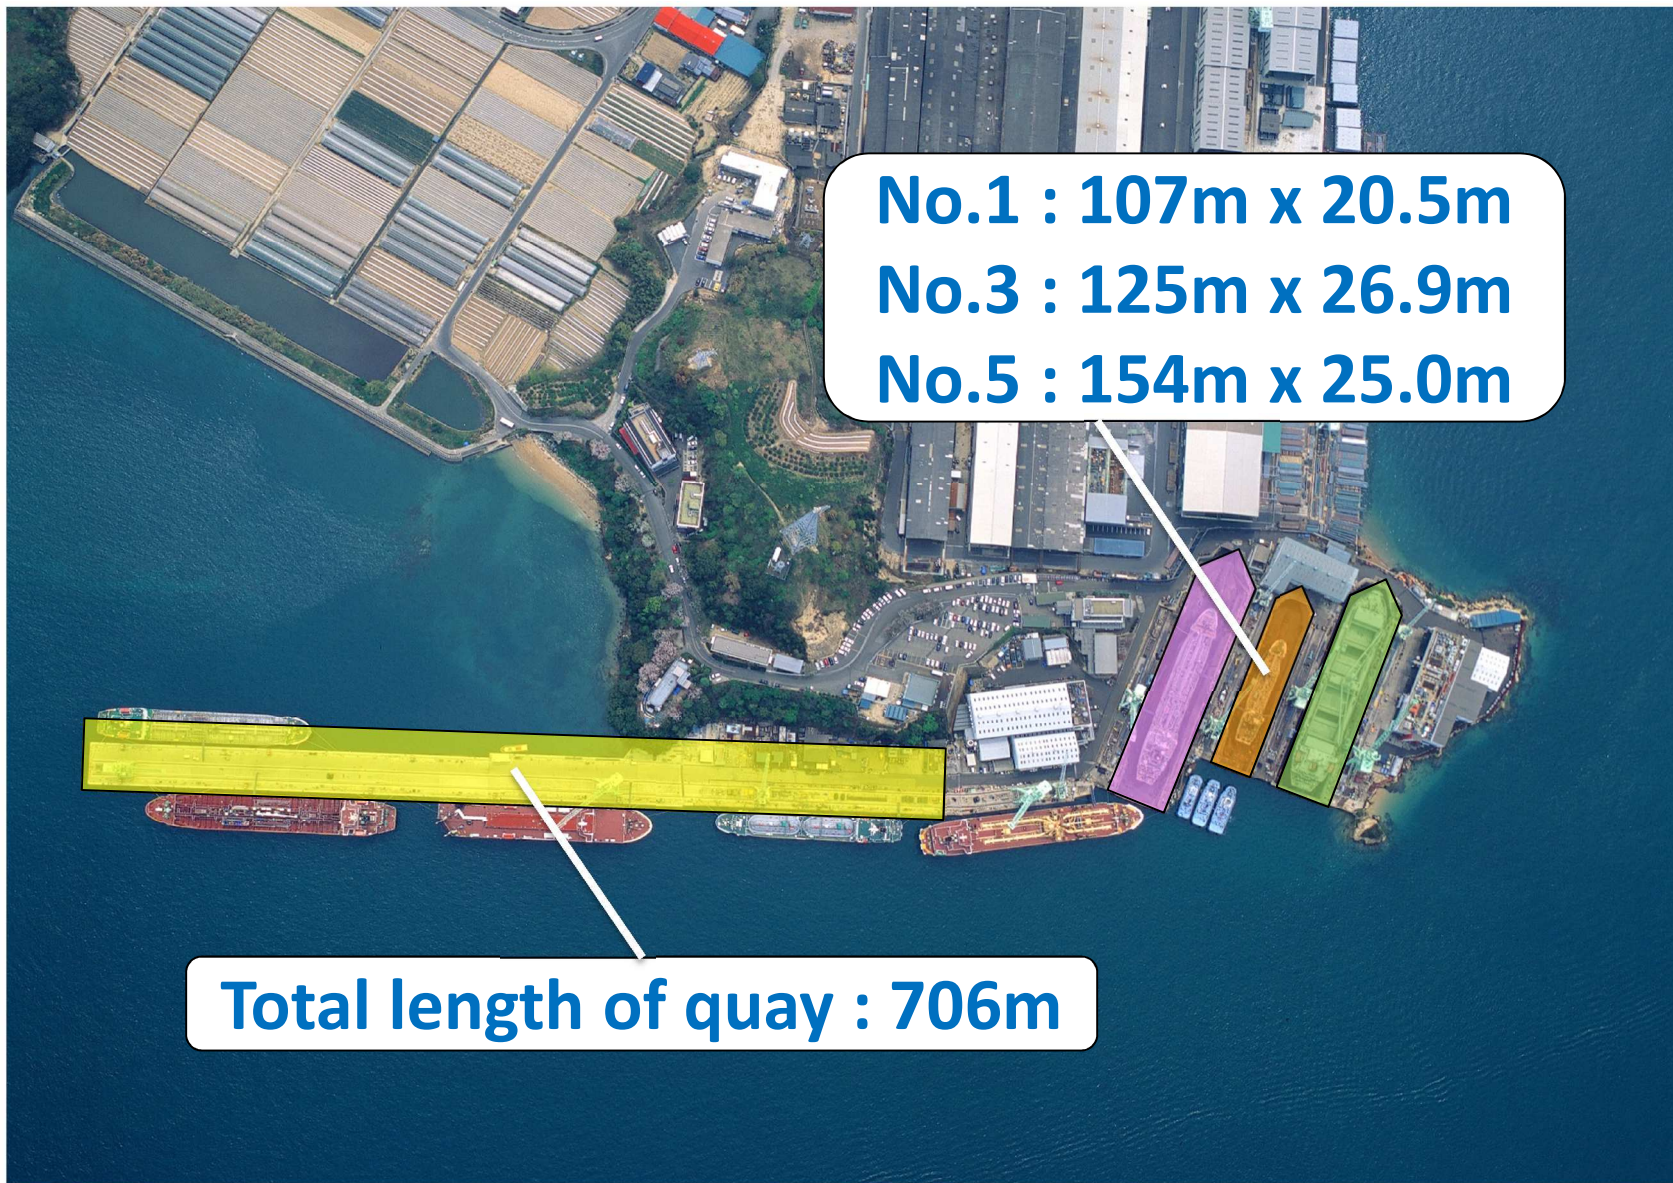 No.1 : 107m x 20.5m
No.3 : 125m x 26.9m
No.5 : 154m x 25.0m
Total length of quay : 706m